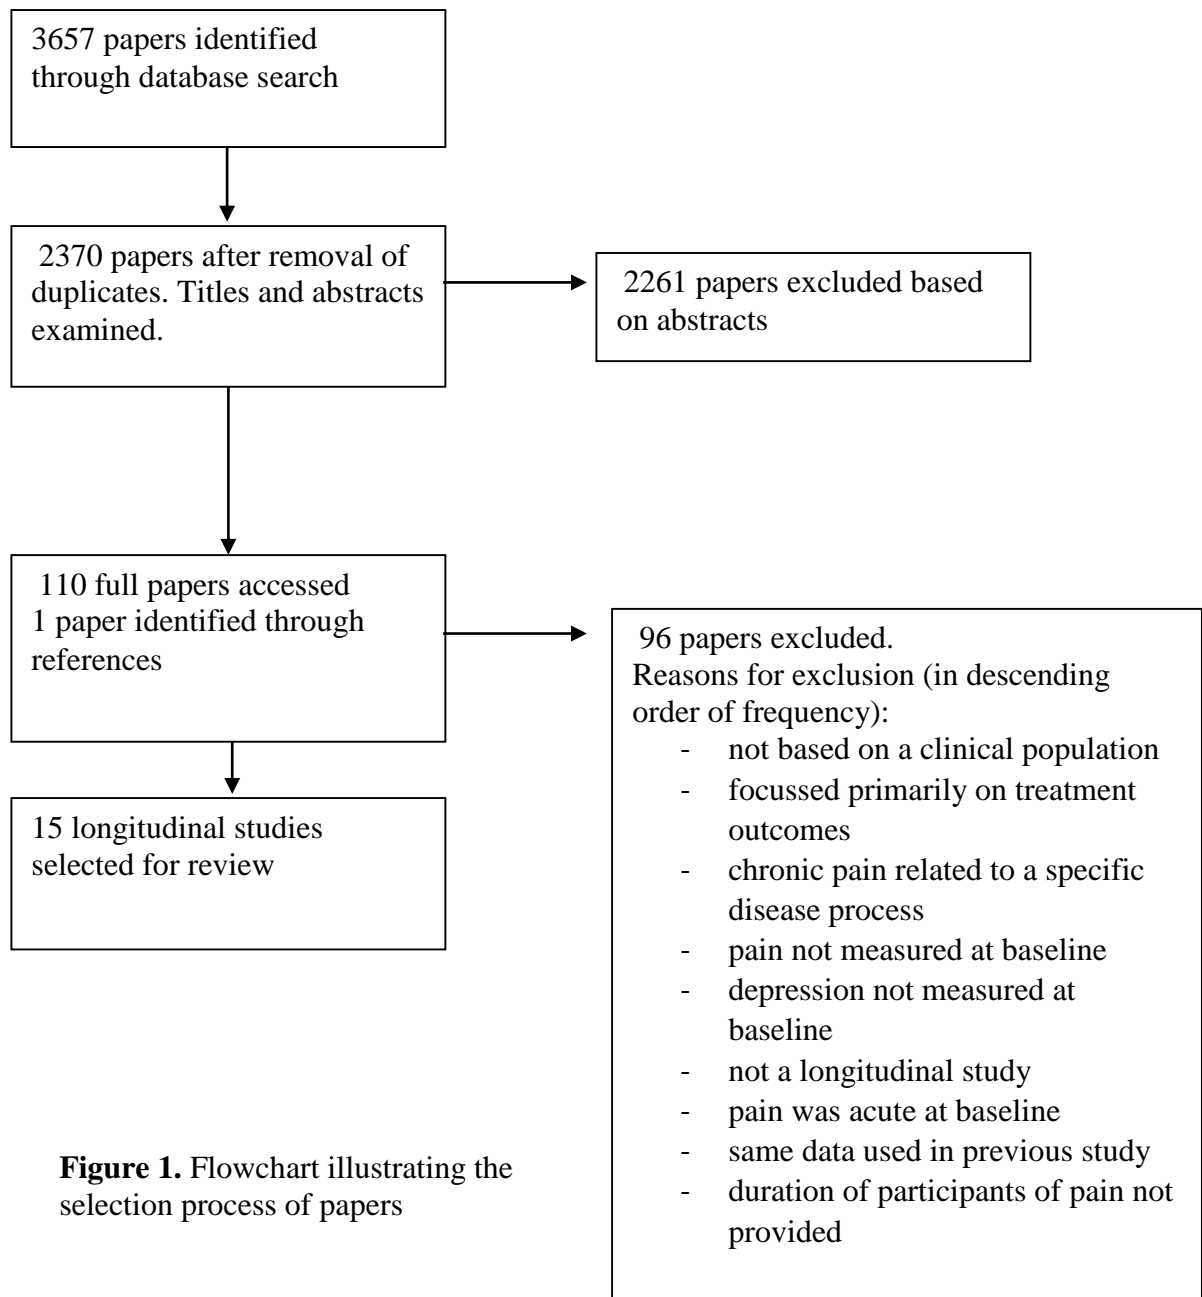 3657 papers identified
through database search
2370 papers after removal of
duplicates. Titles and abstracts
examined.
2261 papers excluded based
on abstracts
110 full papers accessed
1 paper identified through
references
96 papers excluded.
Reasons for exclusion (in descending
order of frequency):
- not based on a clinical population
- focussed primarily on treatment
outcomes
- chronic pain related to a specific
disease process
- pain not measured at baseline
- depression not measured at
baseline
- not a longitudinal study
- pain was acute at baseline
- same data used in previous study
- duration of participants of pain not
provided
15 longitudinal studies
selected for review
Figure 1. Flowchart illustrating the
selection process of papers